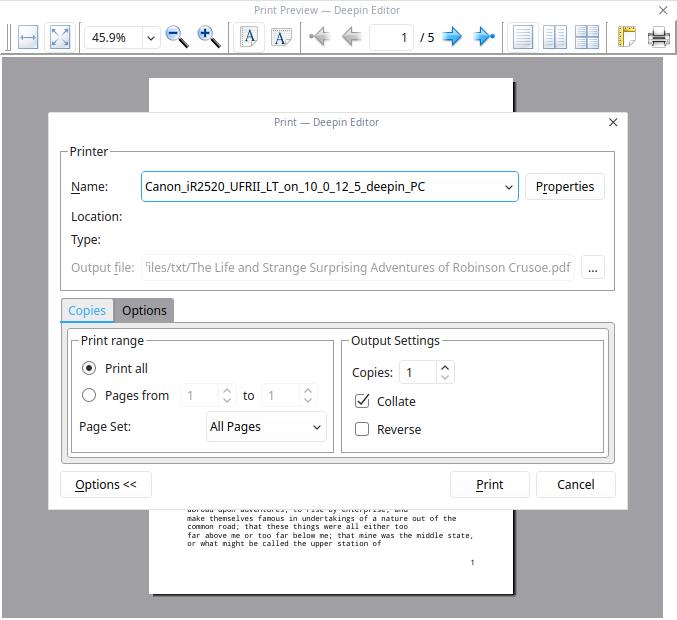 Print Preview — Deepin Editor
45.9% A A 1 / 5
Print — Deepin Editor
Printer
Name: Canon_iR2520_UFRII_LT_on_10_0_12_5_deepin_PC Properties
Location:
Type:
Output file: files/txt/The Life and Strange Surprising Adventures of Robinson Crusoe.pdf ...
Copies Options
Print range
Print all
Pages from 1 to 1
Page Set: All Pages
Output Settings
Copies: 1
Collate
Reverse
Options << Print Cancel
abroad upon adventures, to rise by enterprise, and
make themselves famous in undertakings of a nature out of the
common road; that these things were all either too
far above me or too far below me; that mine was the middle state,
or what might be called the upper station of
1